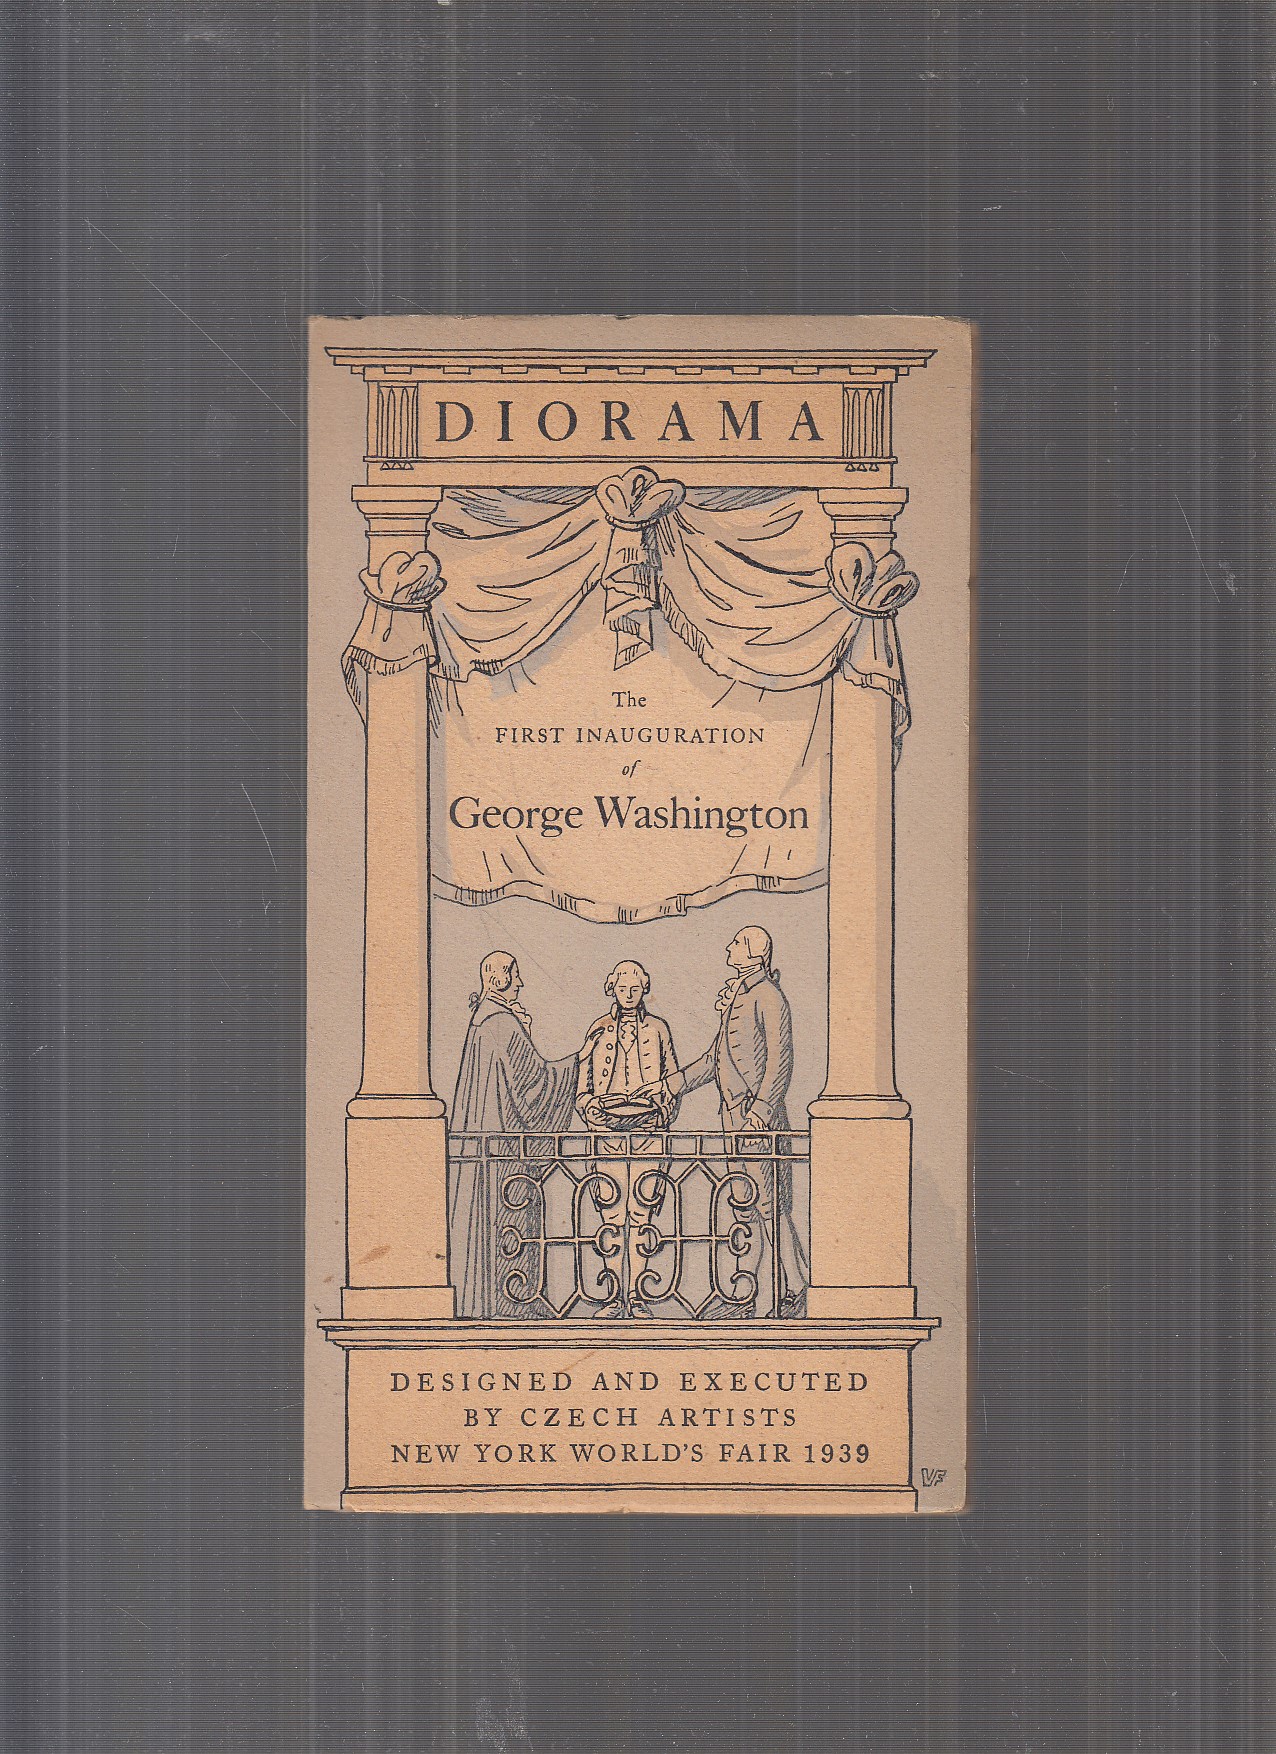 DIORAMA
The
FIRST INAUGURATION
of
George Washington
DESIGNED AND EXECUTED
BY CZECH ARTISTS
NEW YORK WORLD'S FAIR 1939
VF